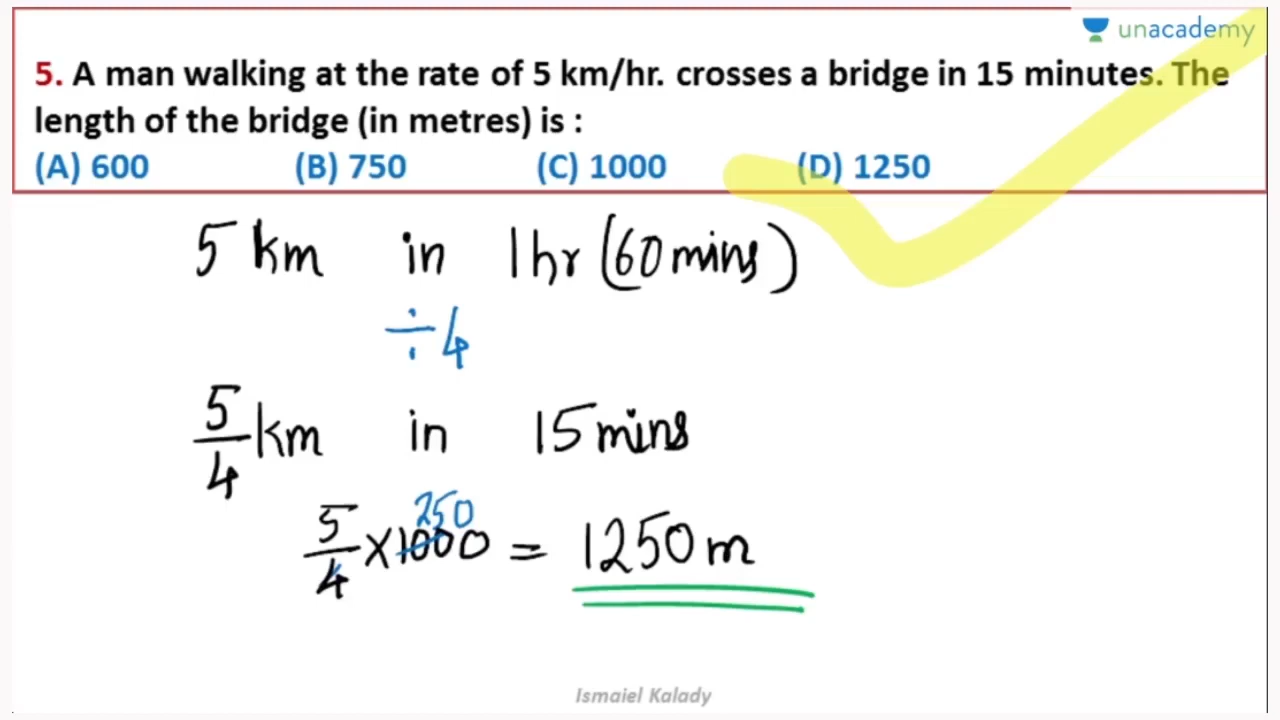 unacademy
5. A man walking at the rate of 5 km/hr. crosses a bridge in 15 minutes. The
length of the bridge (in metres) is :
(A) 600 (B) 750 (C) 1000 (D) 1250
5 km in 1 hr (60 mins)
÷ 4
5/4 km in 15 mins
250
5/4 × 1000 = 1250 m
Ismaiel Kalady